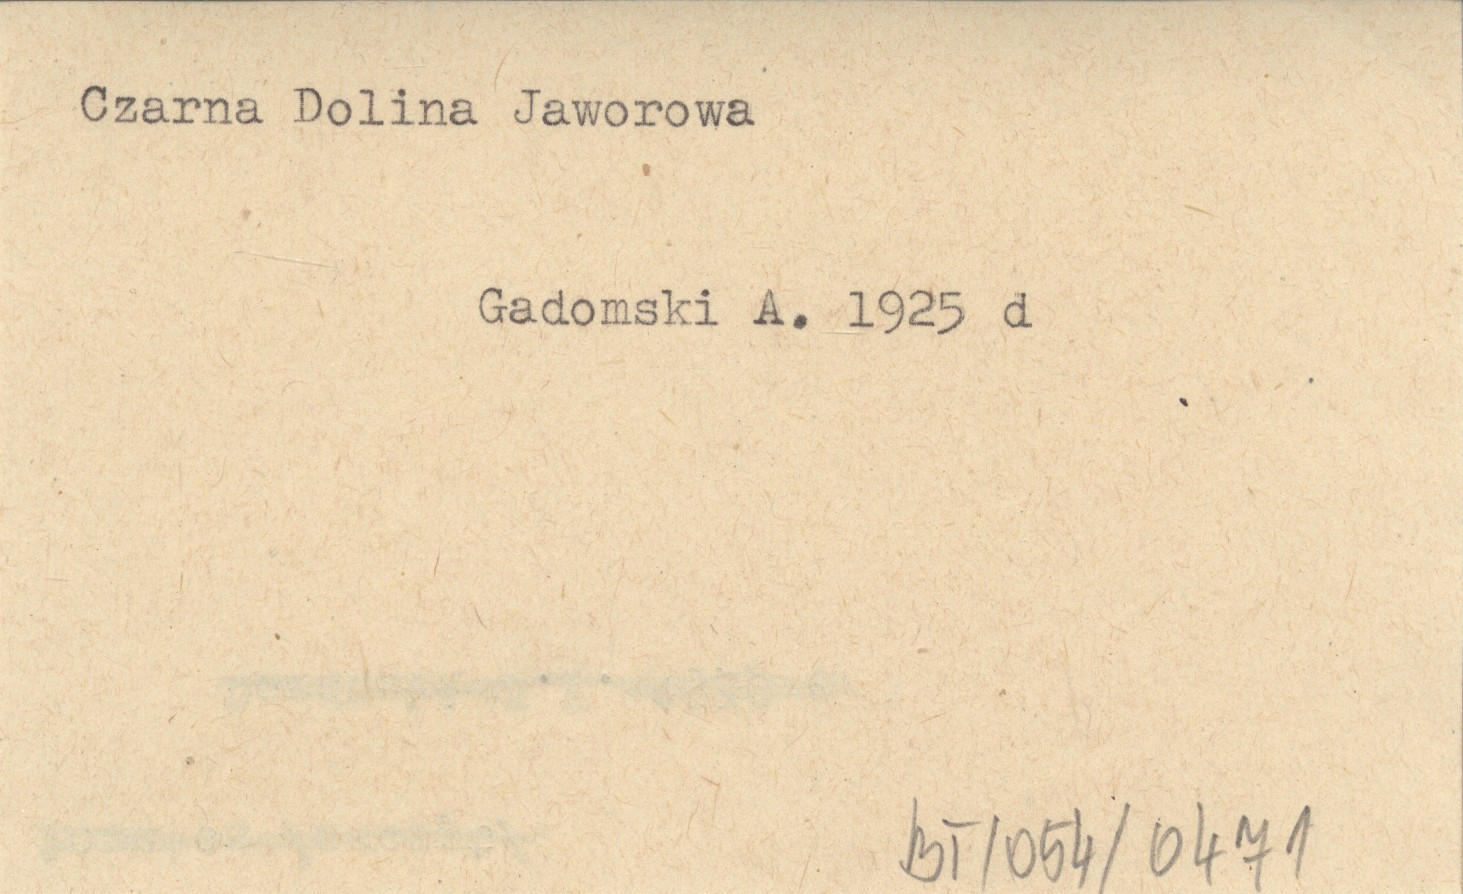 Czarna Dolina Jaworowa
Gadomski A. 1925 d
BT/054/0471